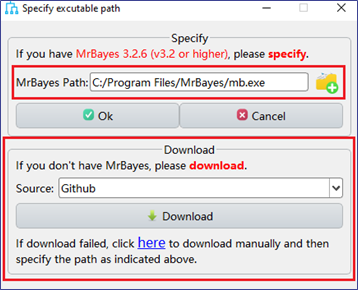 Specify excutable path
Specify
If you have MrBayes 3.2.6 (v3.2 or higher), please specify.
MrBayes Path: C:/Program Files/MrBayes/mb.exe
Ok
Cancel
Download
If you don't have MrBayes, please download.
Source: Github
Download
If download failed, click here to download manually and then
specify the path as indicated above.